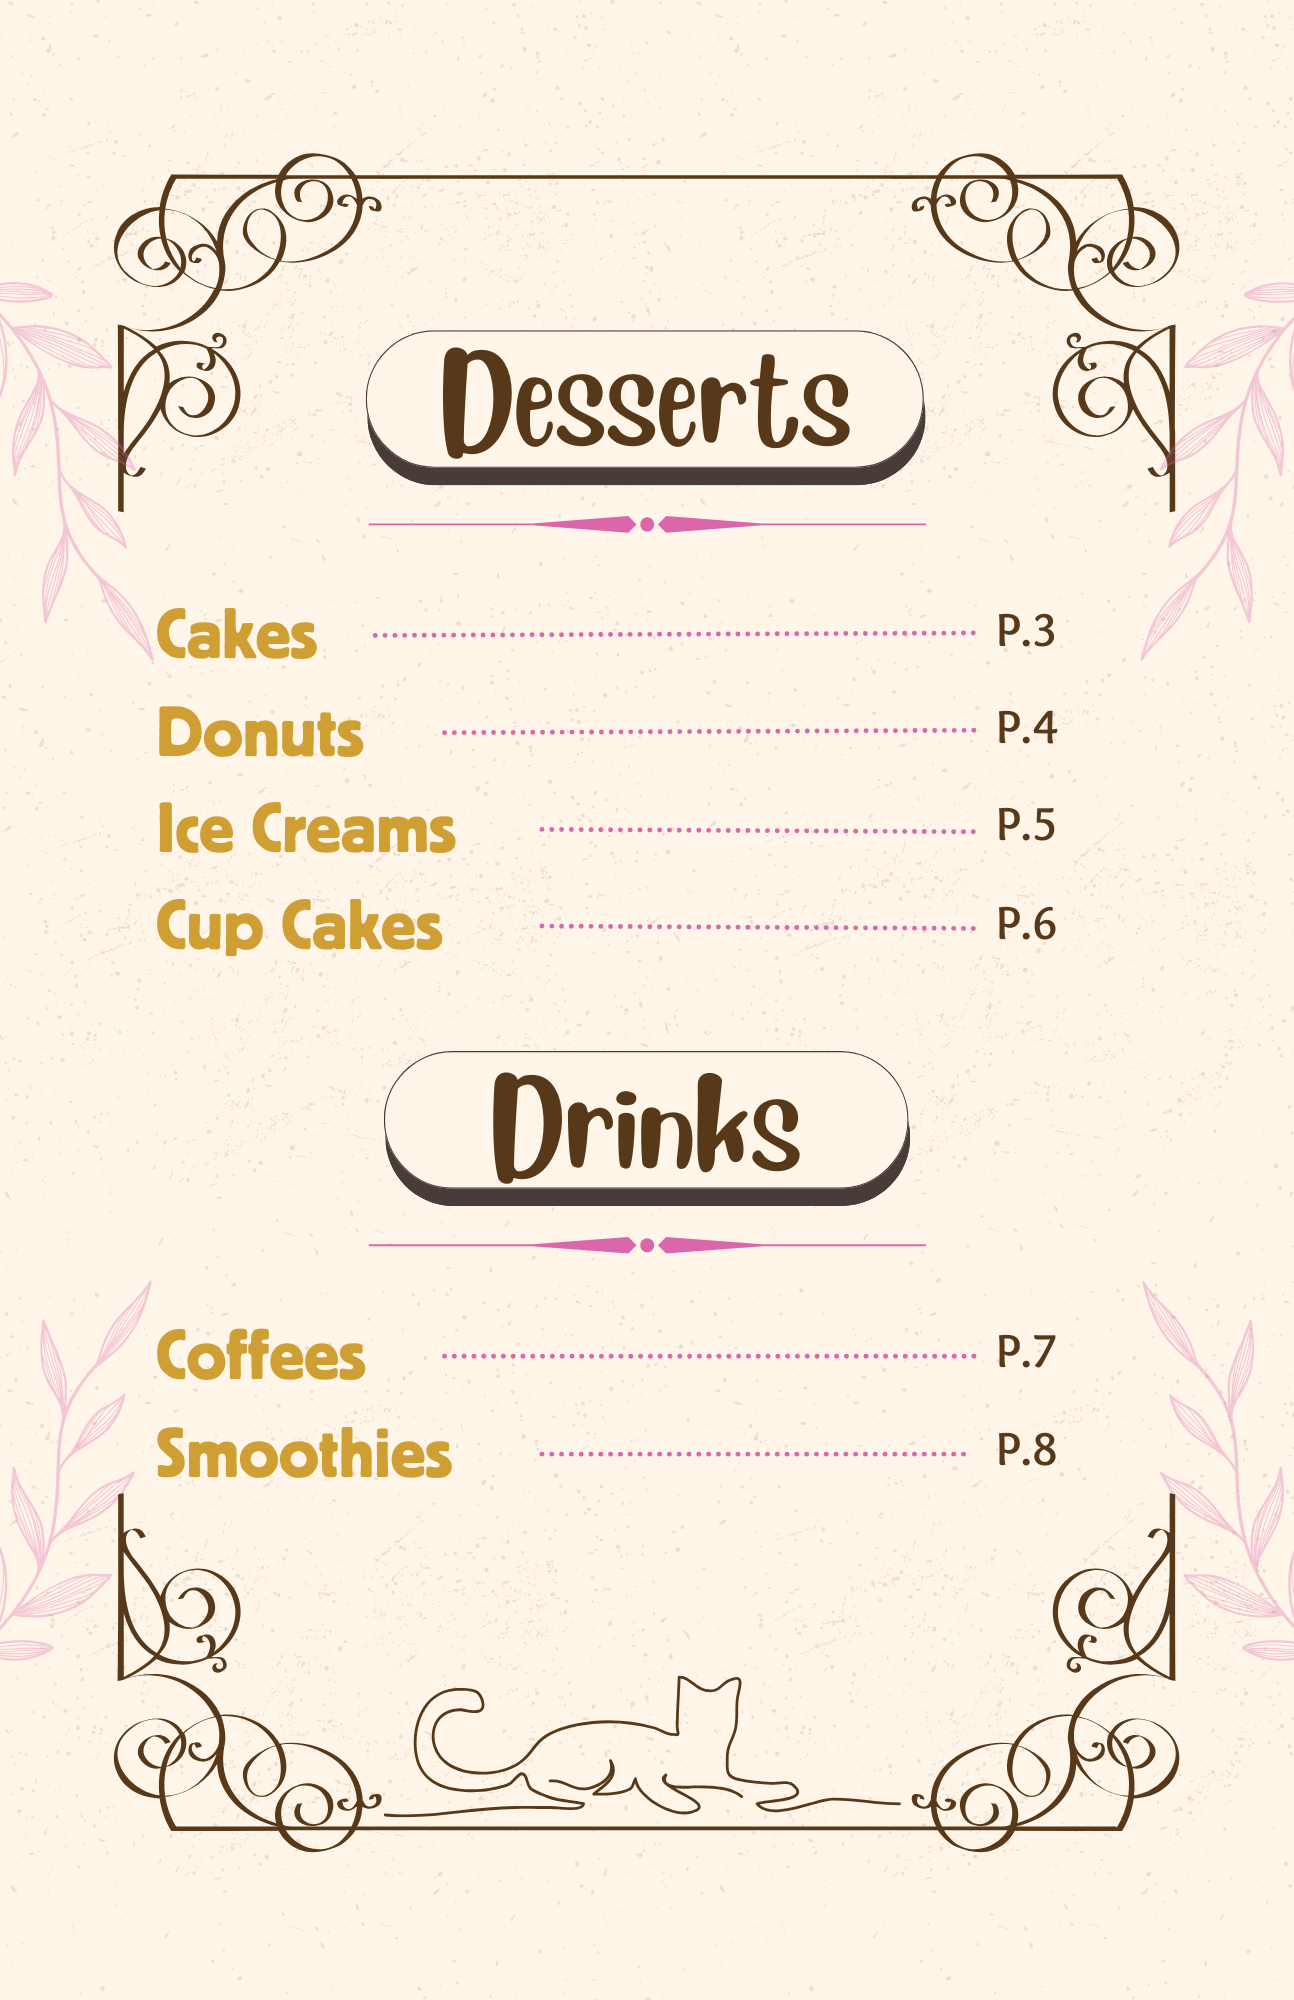 Desserts
Cakes P.3
Donuts P.4
Ice Creams P.5
Cup Cakes P.6
Drinks
Coffees P.7
Smoothies P.8